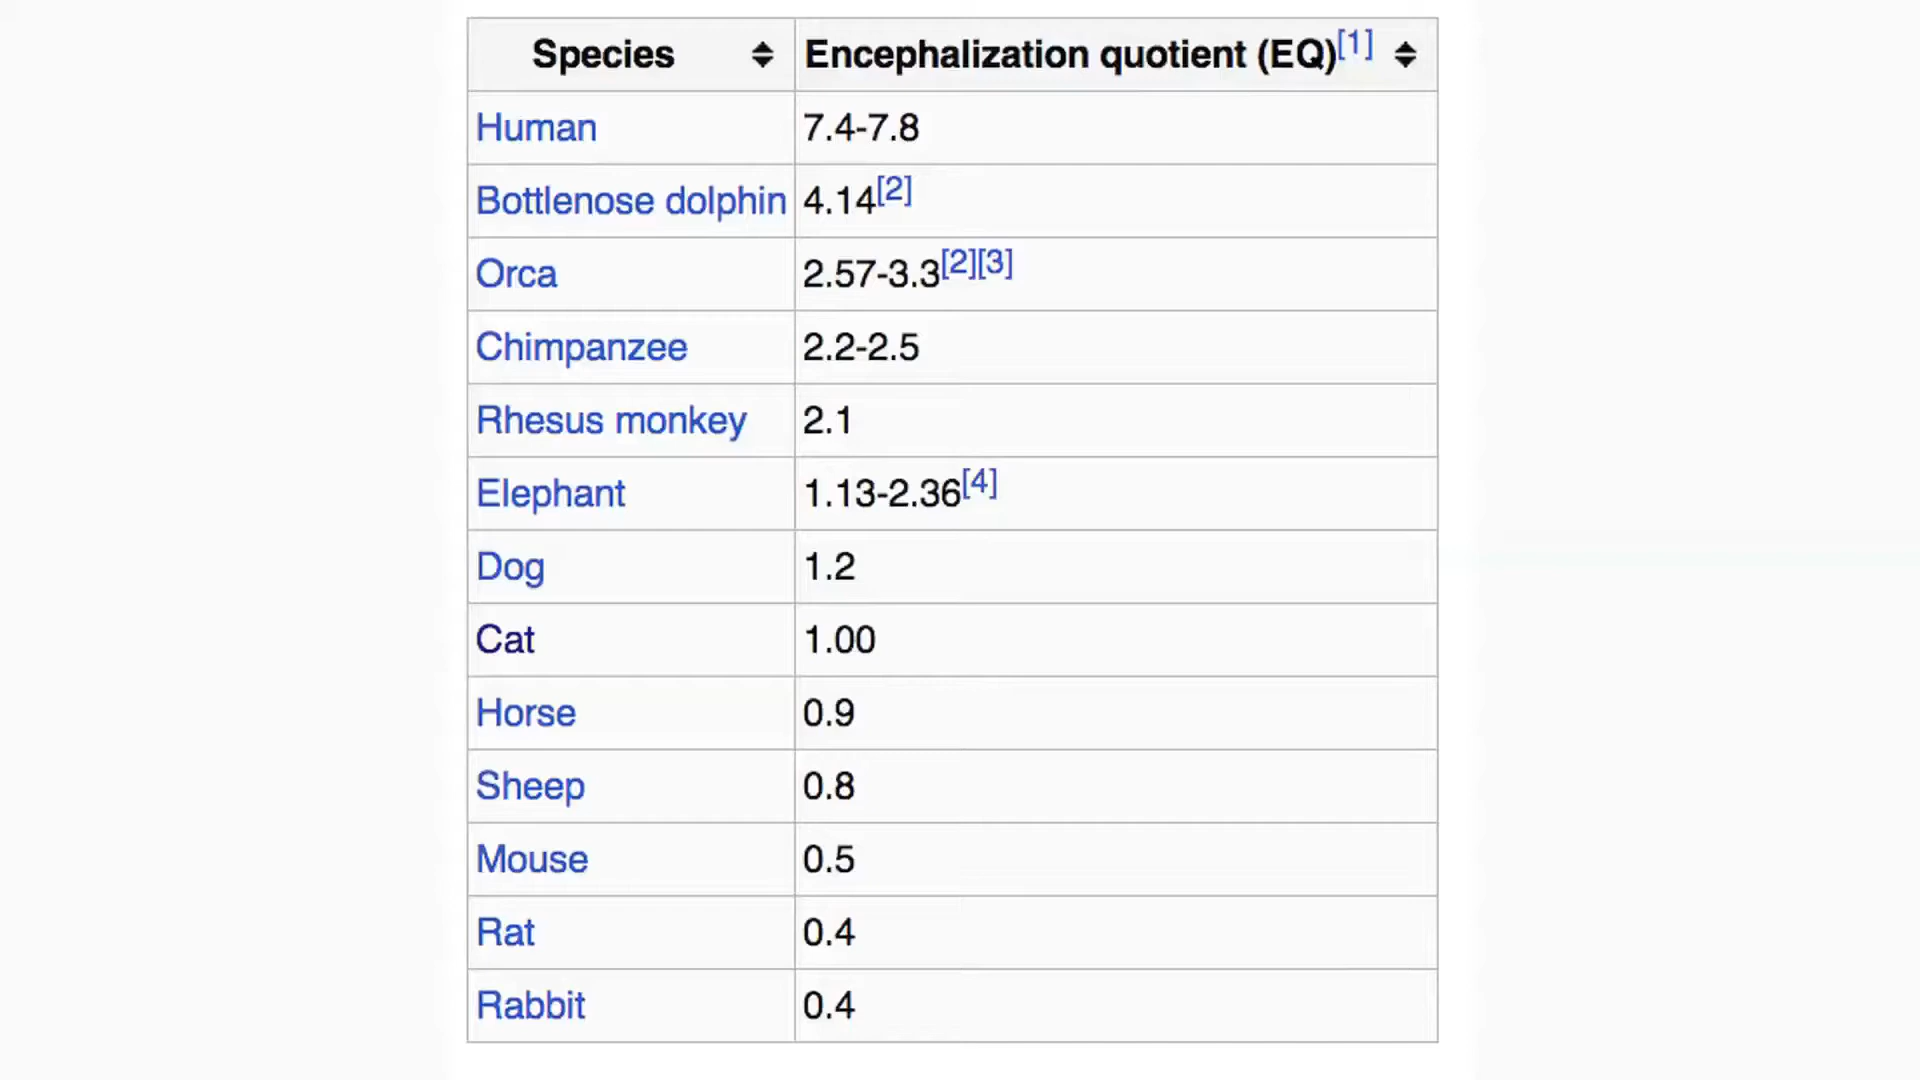 Species Encephalization quotient (EQ)[1]
Human 7.4-7.8
Bottlenose dolphin 4.14[2]
Orca 2.57-3.3[2][3]
Chimpanzee 2.2-2.5
Rhesus monkey 2.1
Elephant 1.13-2.36[4]
Dog 1.2
Cat 1.00
Horse 0.9
Sheep 0.8
Mouse 0.5
Rat 0.4
Rabbit 0.4